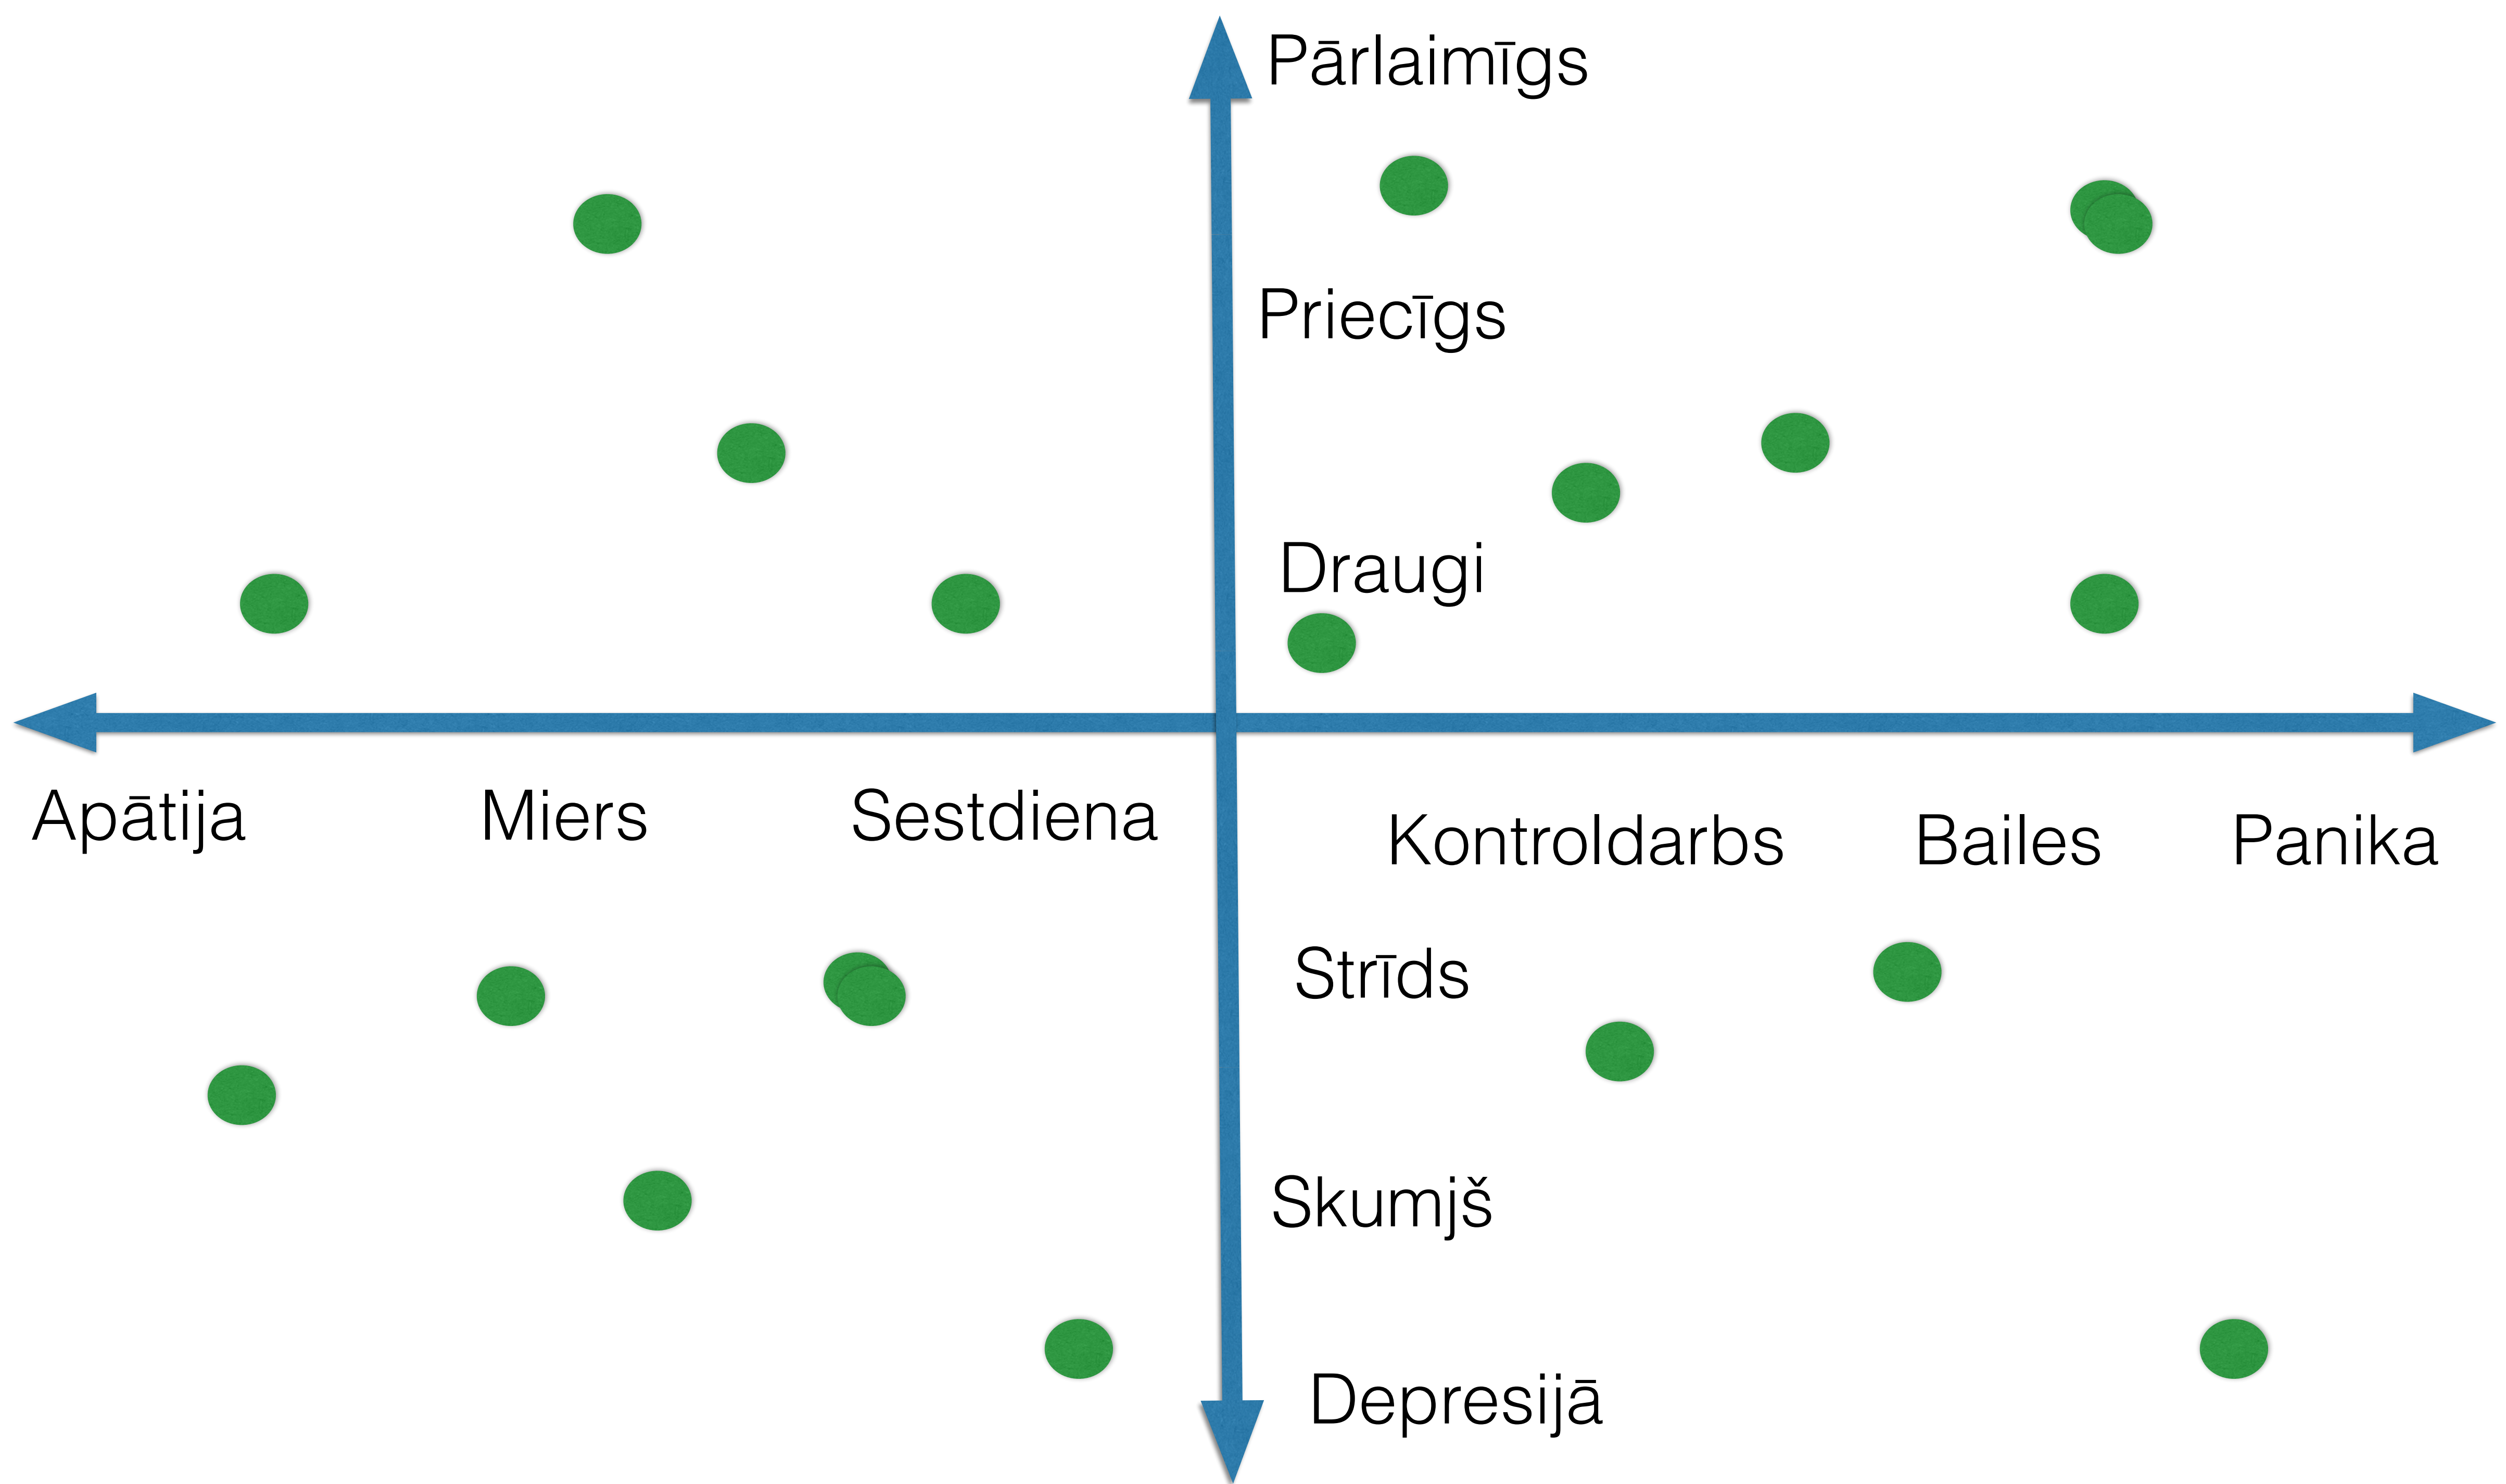 Pārlaimīgs
Priecīgs
Draugi
Apātija Miers Sestdiena Kontroldarbs Bailes Panika
Strīds
Skumjš
Depresijā